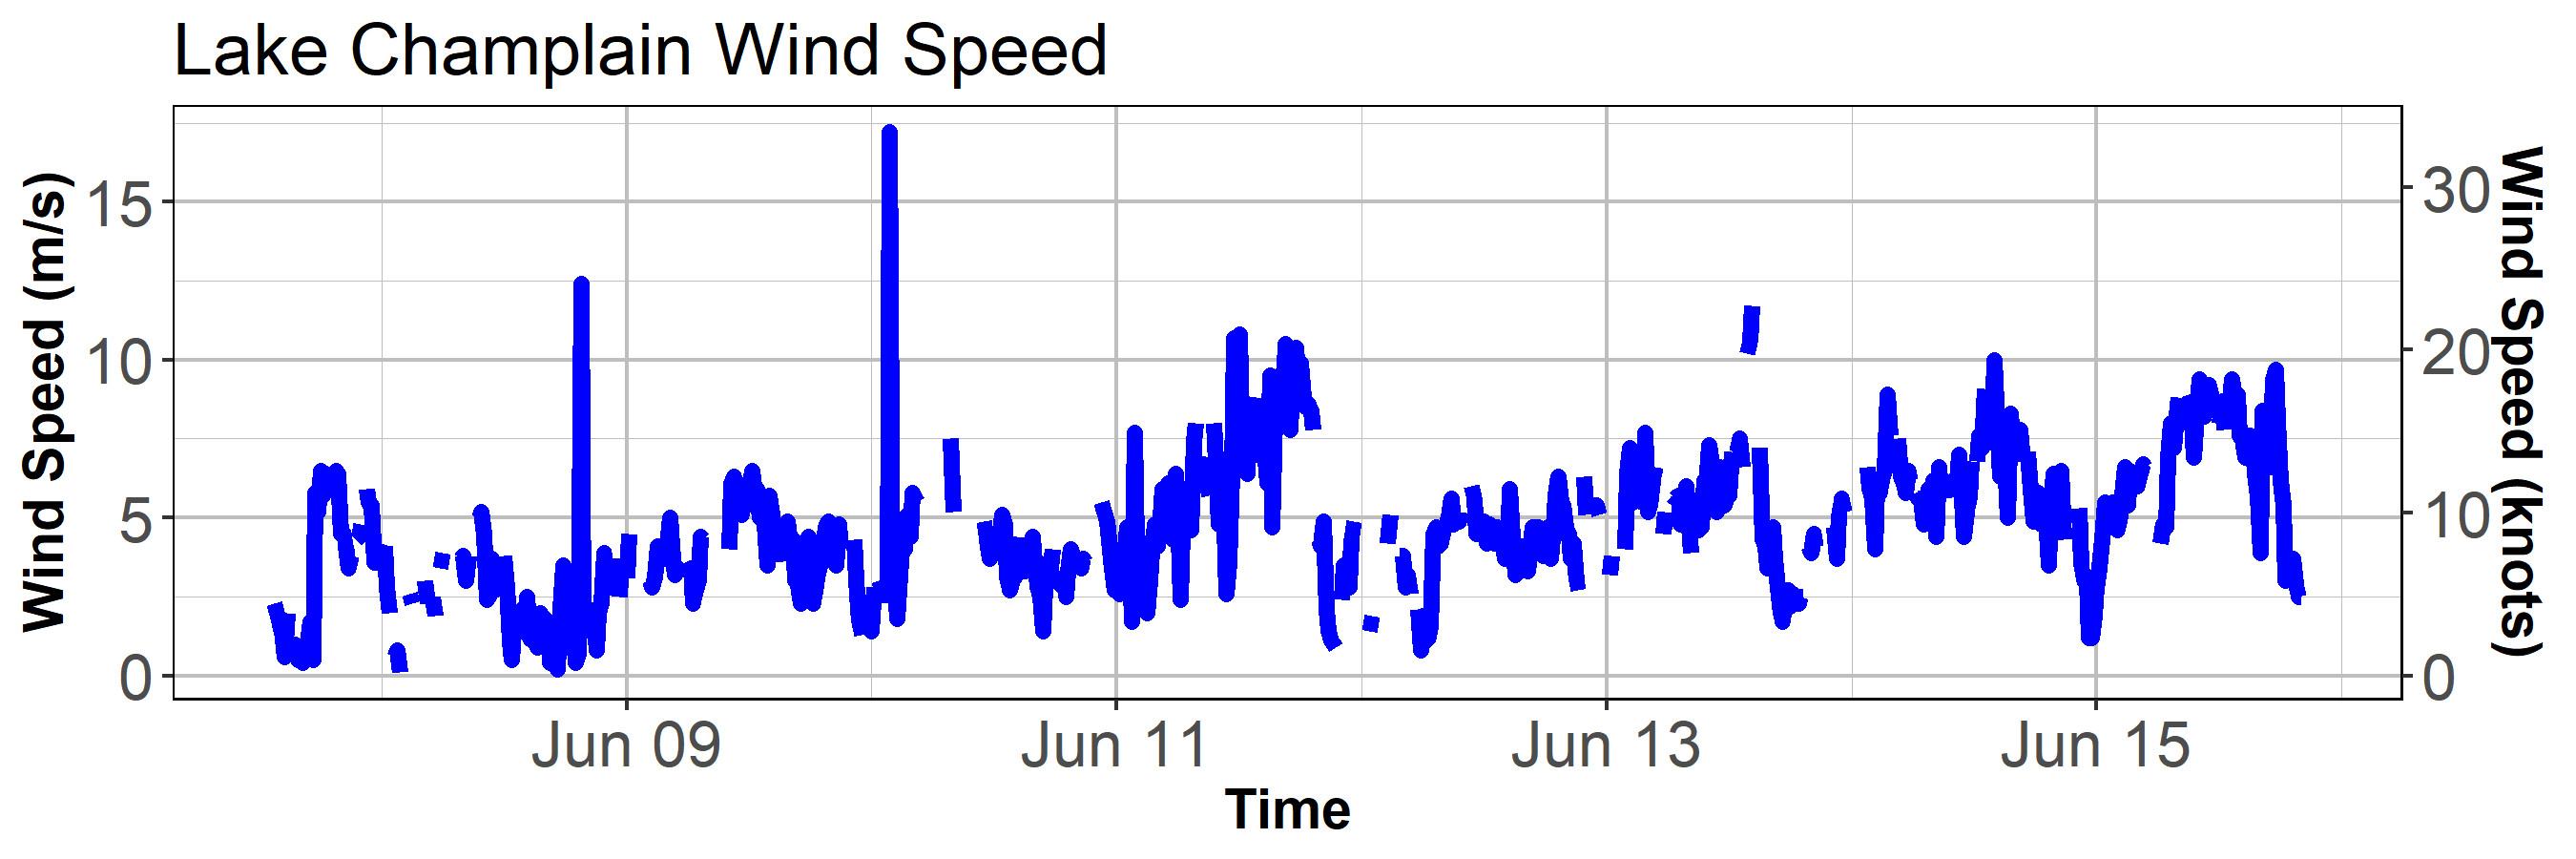 Lake Champlain Wind Speed
Wind Speed (m/s)
15
10
5
0
30
20
10
0
Wind Speed (knots)
Jun 09 Jun 11 Jun 13 Jun 15
Time